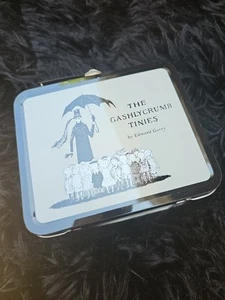 THE
GASHLYCRUMB
TINIES
by Edward Gorey